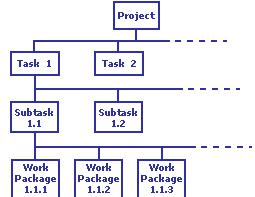 Project
Task 1
Task 2
Subtask
1.1
Subtask
1.2
Work
Package
1.1.1
Work
Package
1.1.2
Work
Package
1.1.3